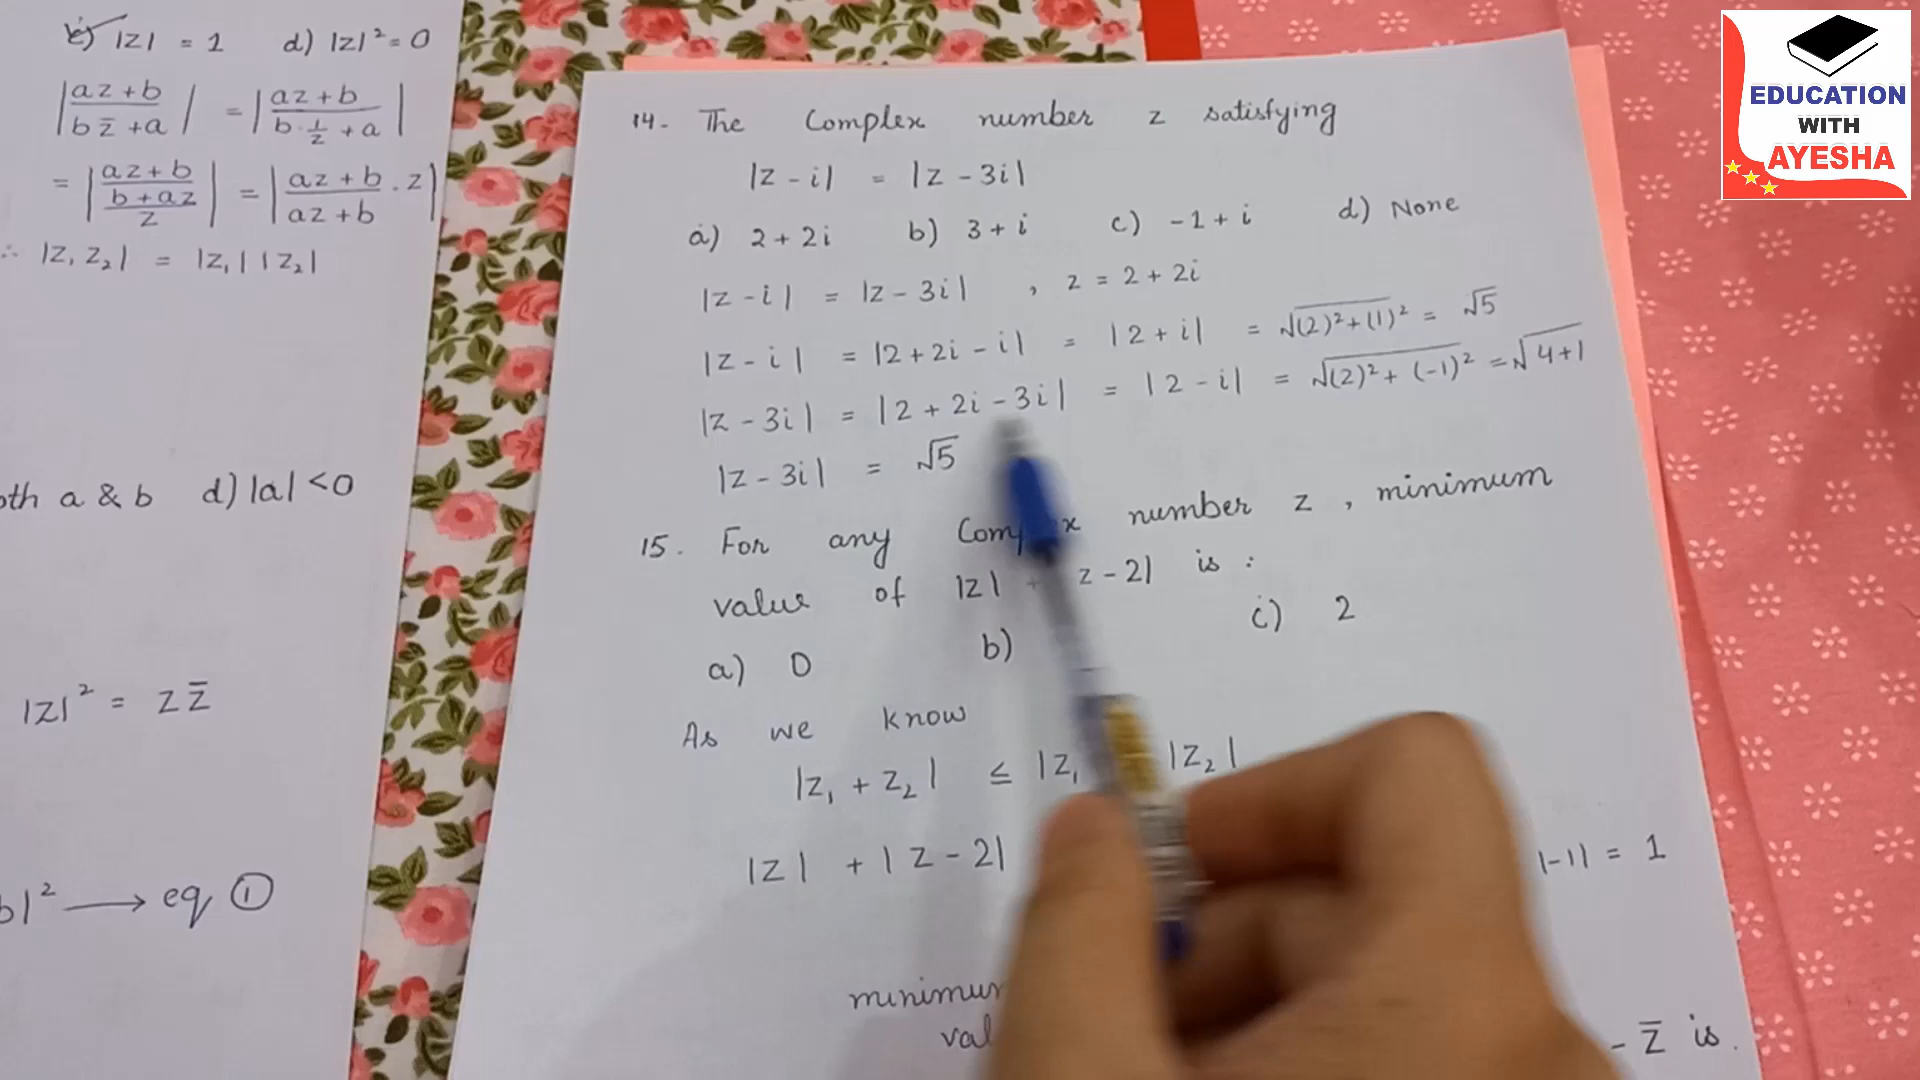 c) |z| = 1 d) |z|² = 0
|az+b / bz̄+a| = |az+b / b·1/z+a|
= |az+b / (b+az / z)| = |az+b / az+b · z|
∴ |z₁ z₂| = |z₁| |z₂|
a & b d) |a| < 0
|z|² = z z̄
|² → eq ①
14. The Complex number z satisfying
|z - i| = |z - 3i|
a) 2 + 2i b) 3 + i c) -1 + i d) None
|z - i| = |z - 3i| , z = 2 + 2i
|z - i| = |2 + 2i - i| = |2 + i| = √(2)²+(1)² = √5
|z - 3i| = |2 + 2i - 3i| = |2 - i| = √(2)²+(-1)² = √4+1
|z - 3i| = √5
15. For any Complex number z , minimum
value of |z| + z - 2| is :
a) 0 b) c) 2
As we know
|z₁ + z₂| ≤ |z₁ |z₂|
|z| + |z - 2| |-1| = 1
- z̄ is
EDUCATION
WITH
AYESHA